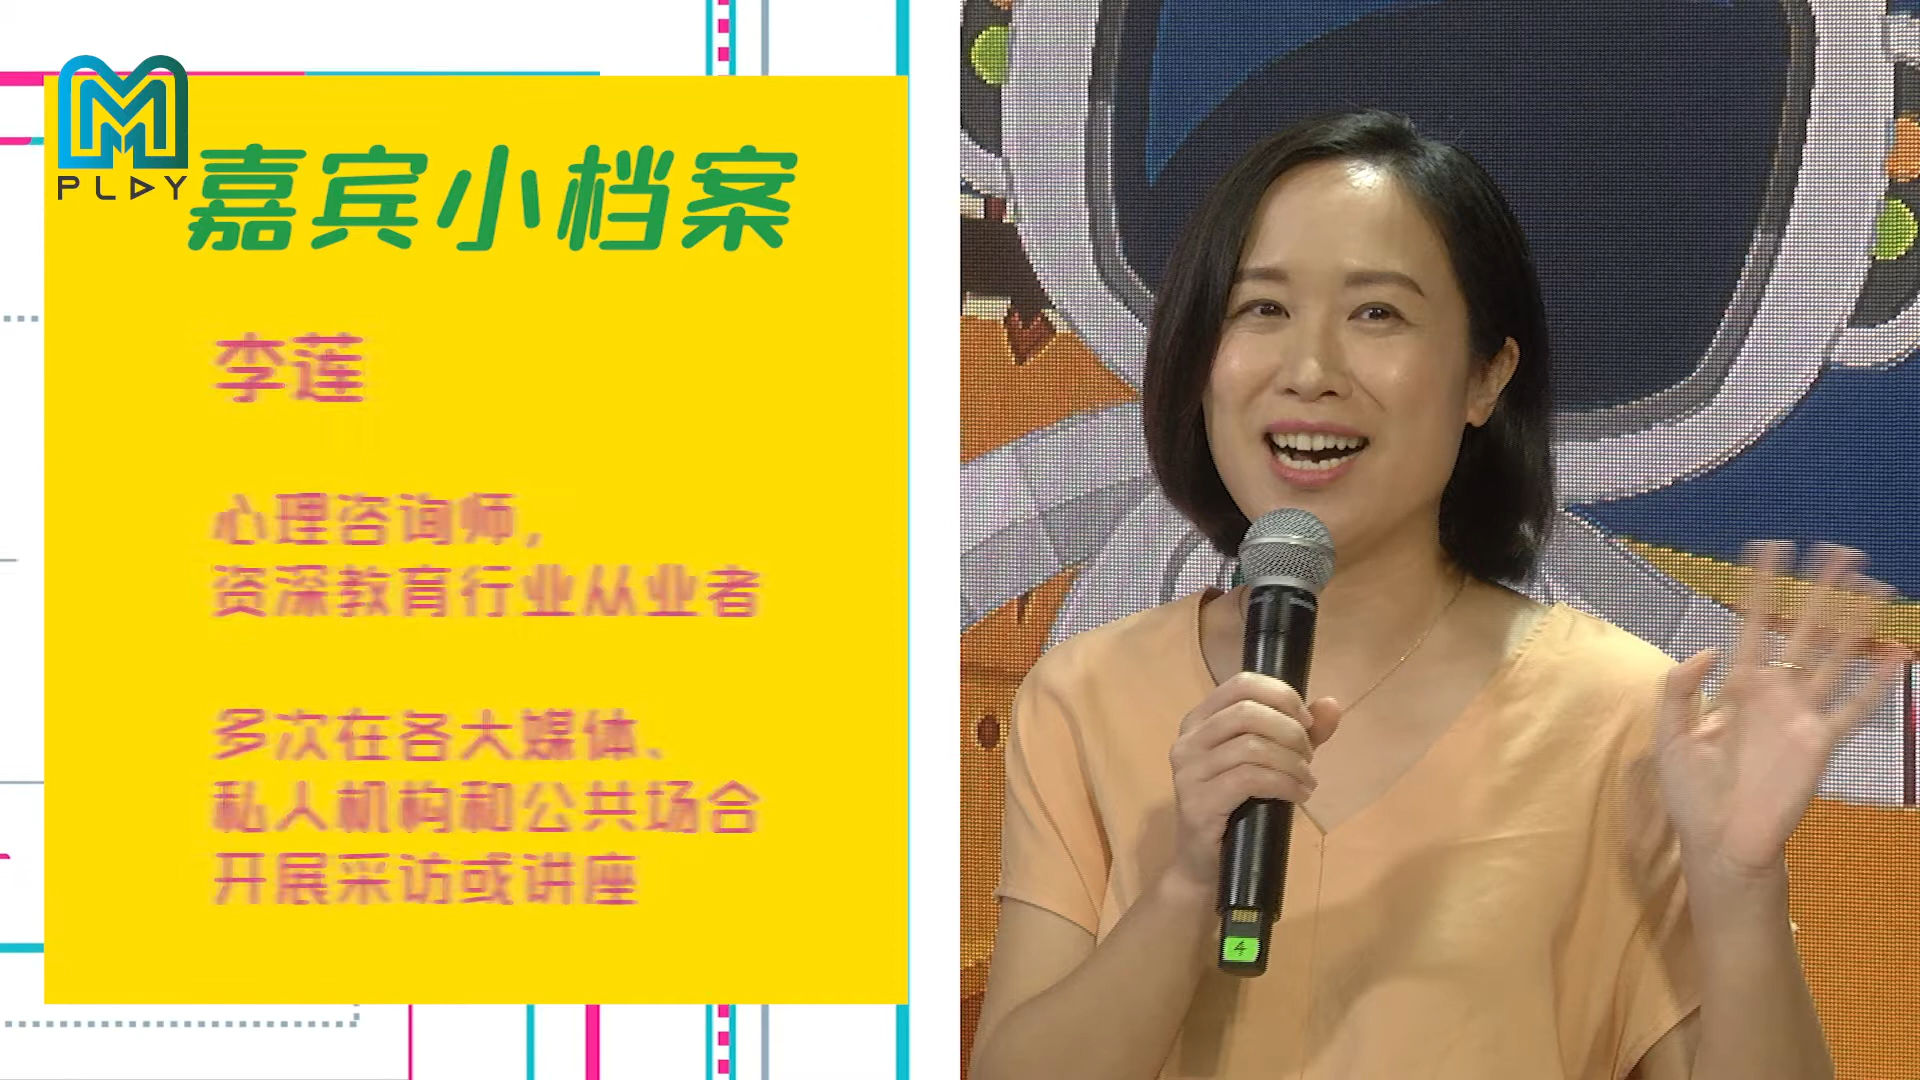 M
PLAY
嘉宾小档案
李莲
心理咨询师,
资深教育行业从业者
多次在各大媒体、
私人机构和公共场合
开展采访或讲座
4